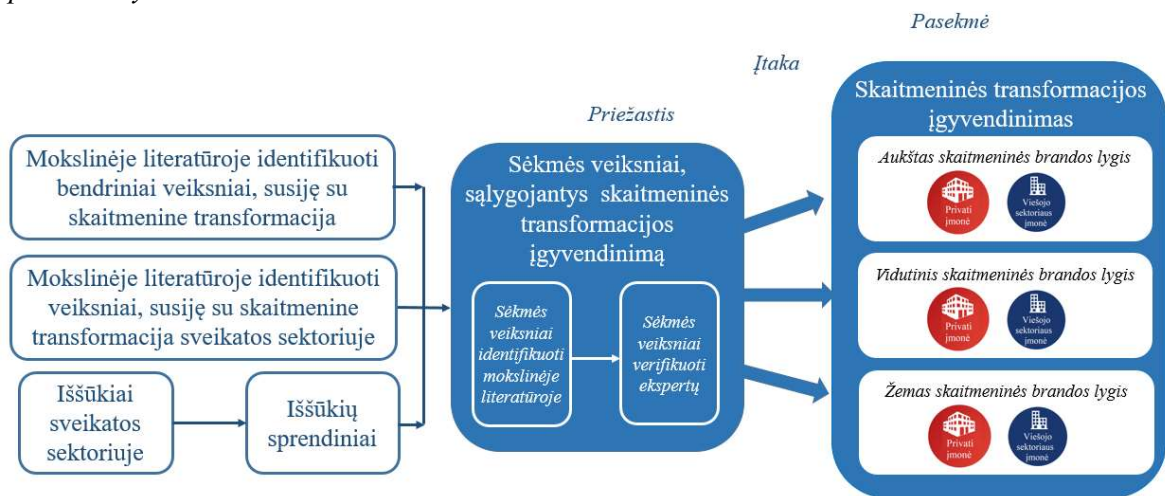 Pasekmė
Įtaka
Priežastis
Mokslinėje literatūroje identifikuoti
bendriniai veiksniai, susiję su
skaitmenine transformacija
Mokslinėje literatūroje identifikuoti
veiksniai, susiję su skaitmenine
transformacija sveikatos sektoriuje
Iššūkiai
sveikatos
sektoriuje
Iššūkių
sprendiniai
Sėkmės veiksniai,
sąlygojantys skaitmeninės
transformacijos
įgyvendinimą
Sėkmės
veiksniai
identifikuoti
mokslinėje
literatūroje
Sėkmės
veiksniai
verifikuoti
ekspertų
Skaitmeninės transformacijos
įgyvendinimas
Aukštas skaitmeninės brandos lygis
Privati
įmonė
Viešojo
sektoriaus
įmonė
Vidutinis skaitmeninės brandos lygis
Privati
įmonė
Viešojo
sektoriaus
įmonė
Žemas skaitmeninės brandos lygis
Privati
įmonė
Viešojo
sektoriaus
įmonė